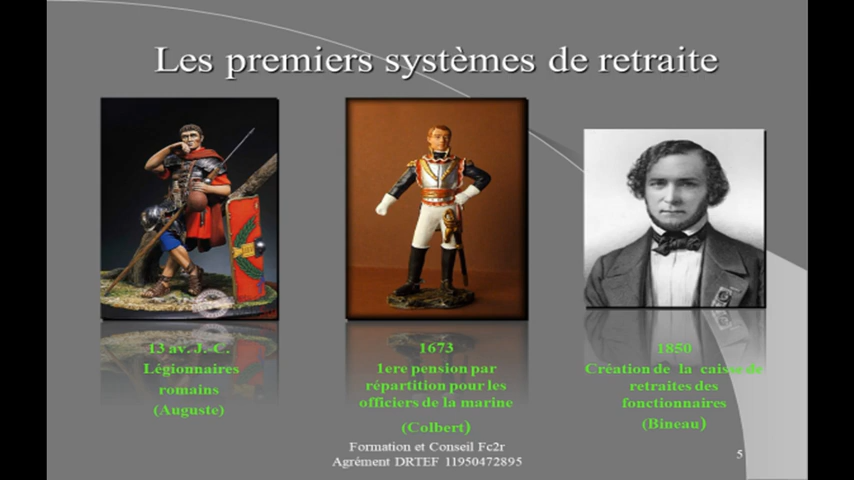 Les premiers systèmes de retraite
13 av. J.-C.
Légionnaires
romains
(Auguste)
1673
1ere pension par
répartition pour les
officiers de la marine
(Colbert)
1850
Création de la caisse de
retraites des
fonctionnaires
(Bineau)
Formation et Conseil Fc2r
Agrément DRTEF 11950472895
5